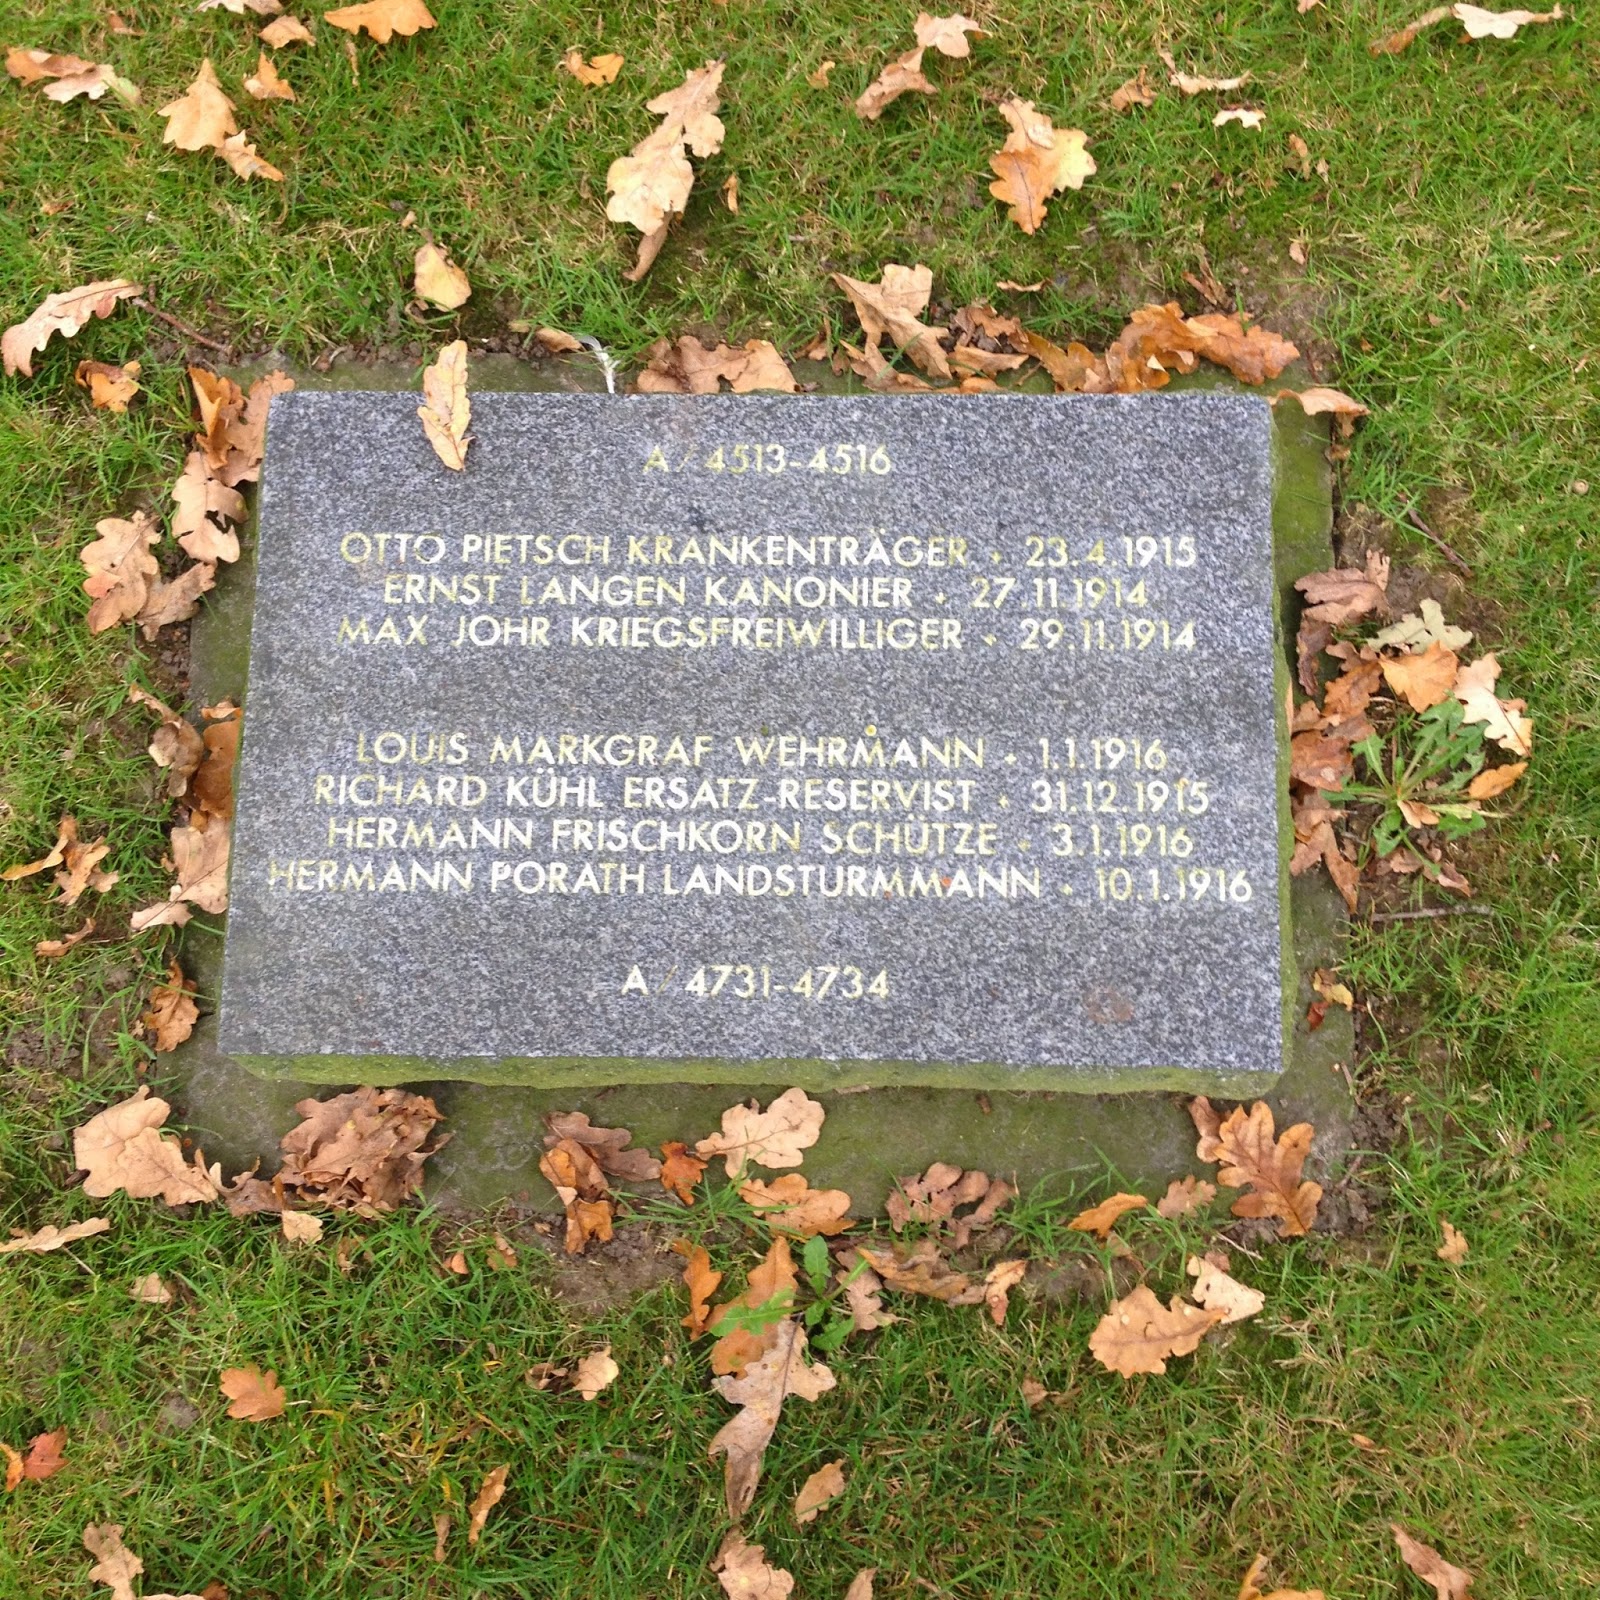 A / 4513-4516
OTTO PIETSCH KRANKENTRÄGER + 23.4.1915
ERNST LANGEN KANONIER + 27.11.1914
MAX JOHR KRIEGSFREIWILLIGER + 29.11.1914
LOUIS MARKGRAF WEHRMANN + 1.1.1916
RICHARD KÜHL ERSATZ-RESERVIST + 31.12.1915
HERMANN FRISCHKORN SCHÜTZE + 3.1.1916
HERMANN PORATH LANDSTURMMANN + 10.1.1916
A / 4731-4734